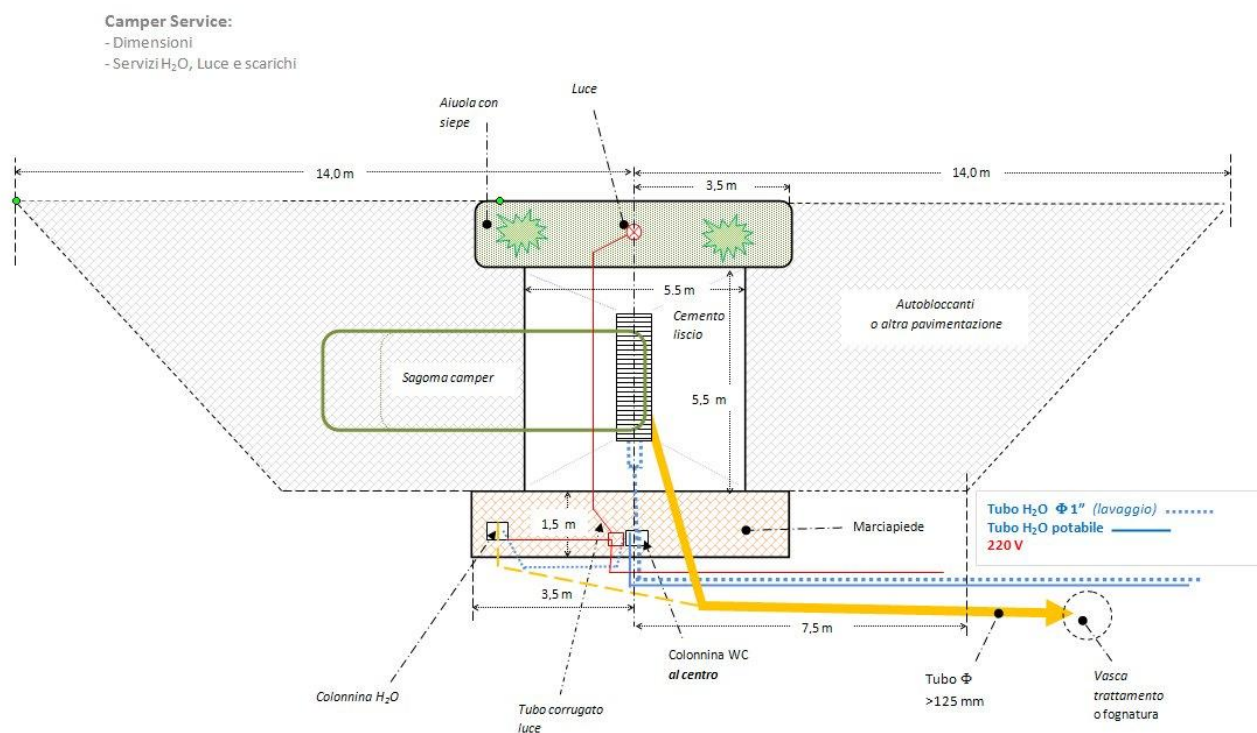 Camper Service:
- Dimensioni
- Servizi H₂O, Luce e scarichi
Aiuola con
siepe
Luce
14,0 m
14,0 m
3,5 m
5.5 m
Cemento
liscio
Autobloccanti
o altra pavimentazione
Sagoma camper
5,5 m
1,5 m
Marciapiede
Tubo H₂O Φ 1” (lavaggio)
Tubo H₂O potabile
220 V
3,5 m
7,5 m
Colonnina H₂O
Tubo corrugato
luce
Colonnina WC
al centro
Tubo Φ
>125 mm
Vasca
trattamento
o fognatura